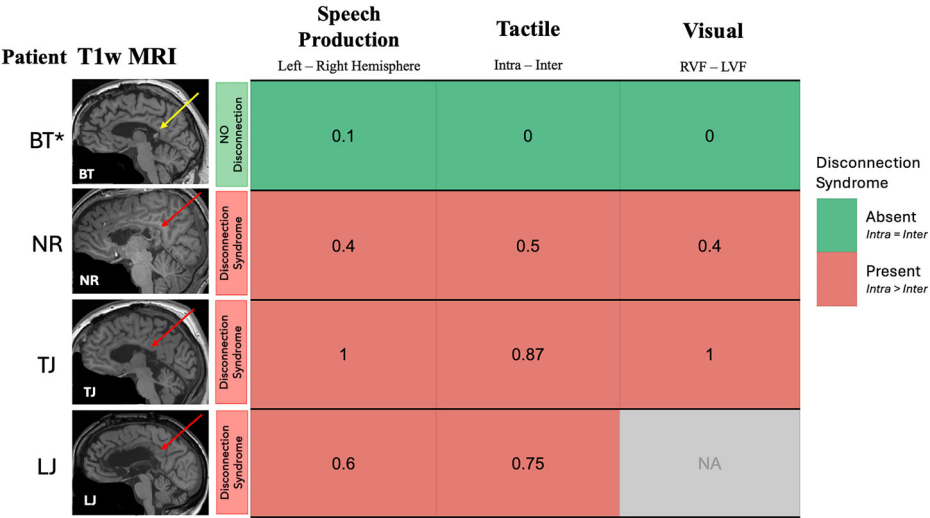 Speech
Production
Tactile
Visual
Patient T1w MRI
Left – Right Hemisphere
Intra – Inter
RVF – LVF
BT*
BT
NO
Disconnection
0.1
0
0
NR
NR
Disconnection
Syndrome
0.4
0.5
0.4
TJ
TJ
Disconnection
Syndrome
1
0.87
1
LJ
LJ
Disconnection
Syndrome
0.6
0.75
NA
Disconnection
Syndrome
Absent
Intra = Inter
Present
Intra > Inter